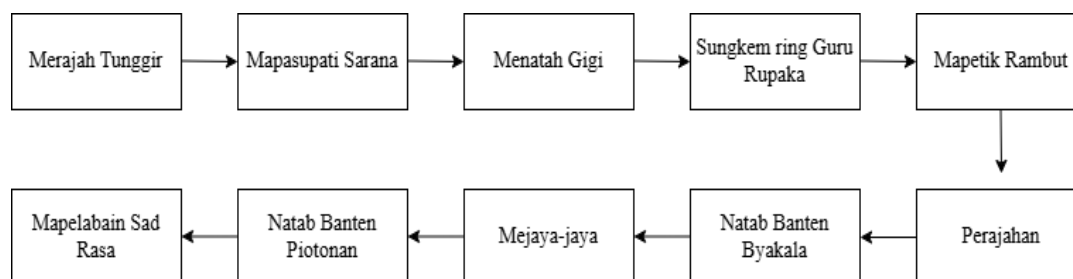 Merajah Tunggir
Mapasupati Sarana
Menatah Gigi
Sungkem ring Guru
Rupaka
Mapetik Rambut
Perajahan
Natab Banten
Byakala
Mejaya-jaya
Natab Banten
Piotonan
Mapelabain Sad
Rasa